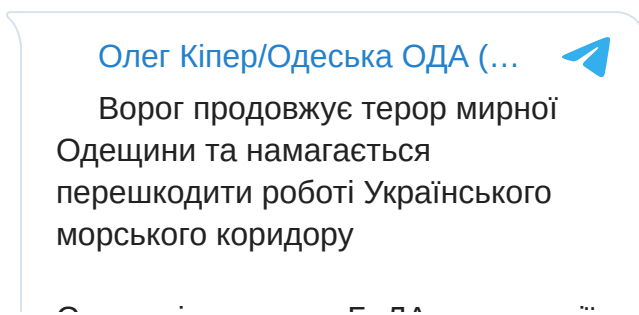 Олег Кіпер/Одеська ОДА (…
Ворог продовжує терор мирної
Одещини та намагається
перешкодити роботі Українського
морського коридору